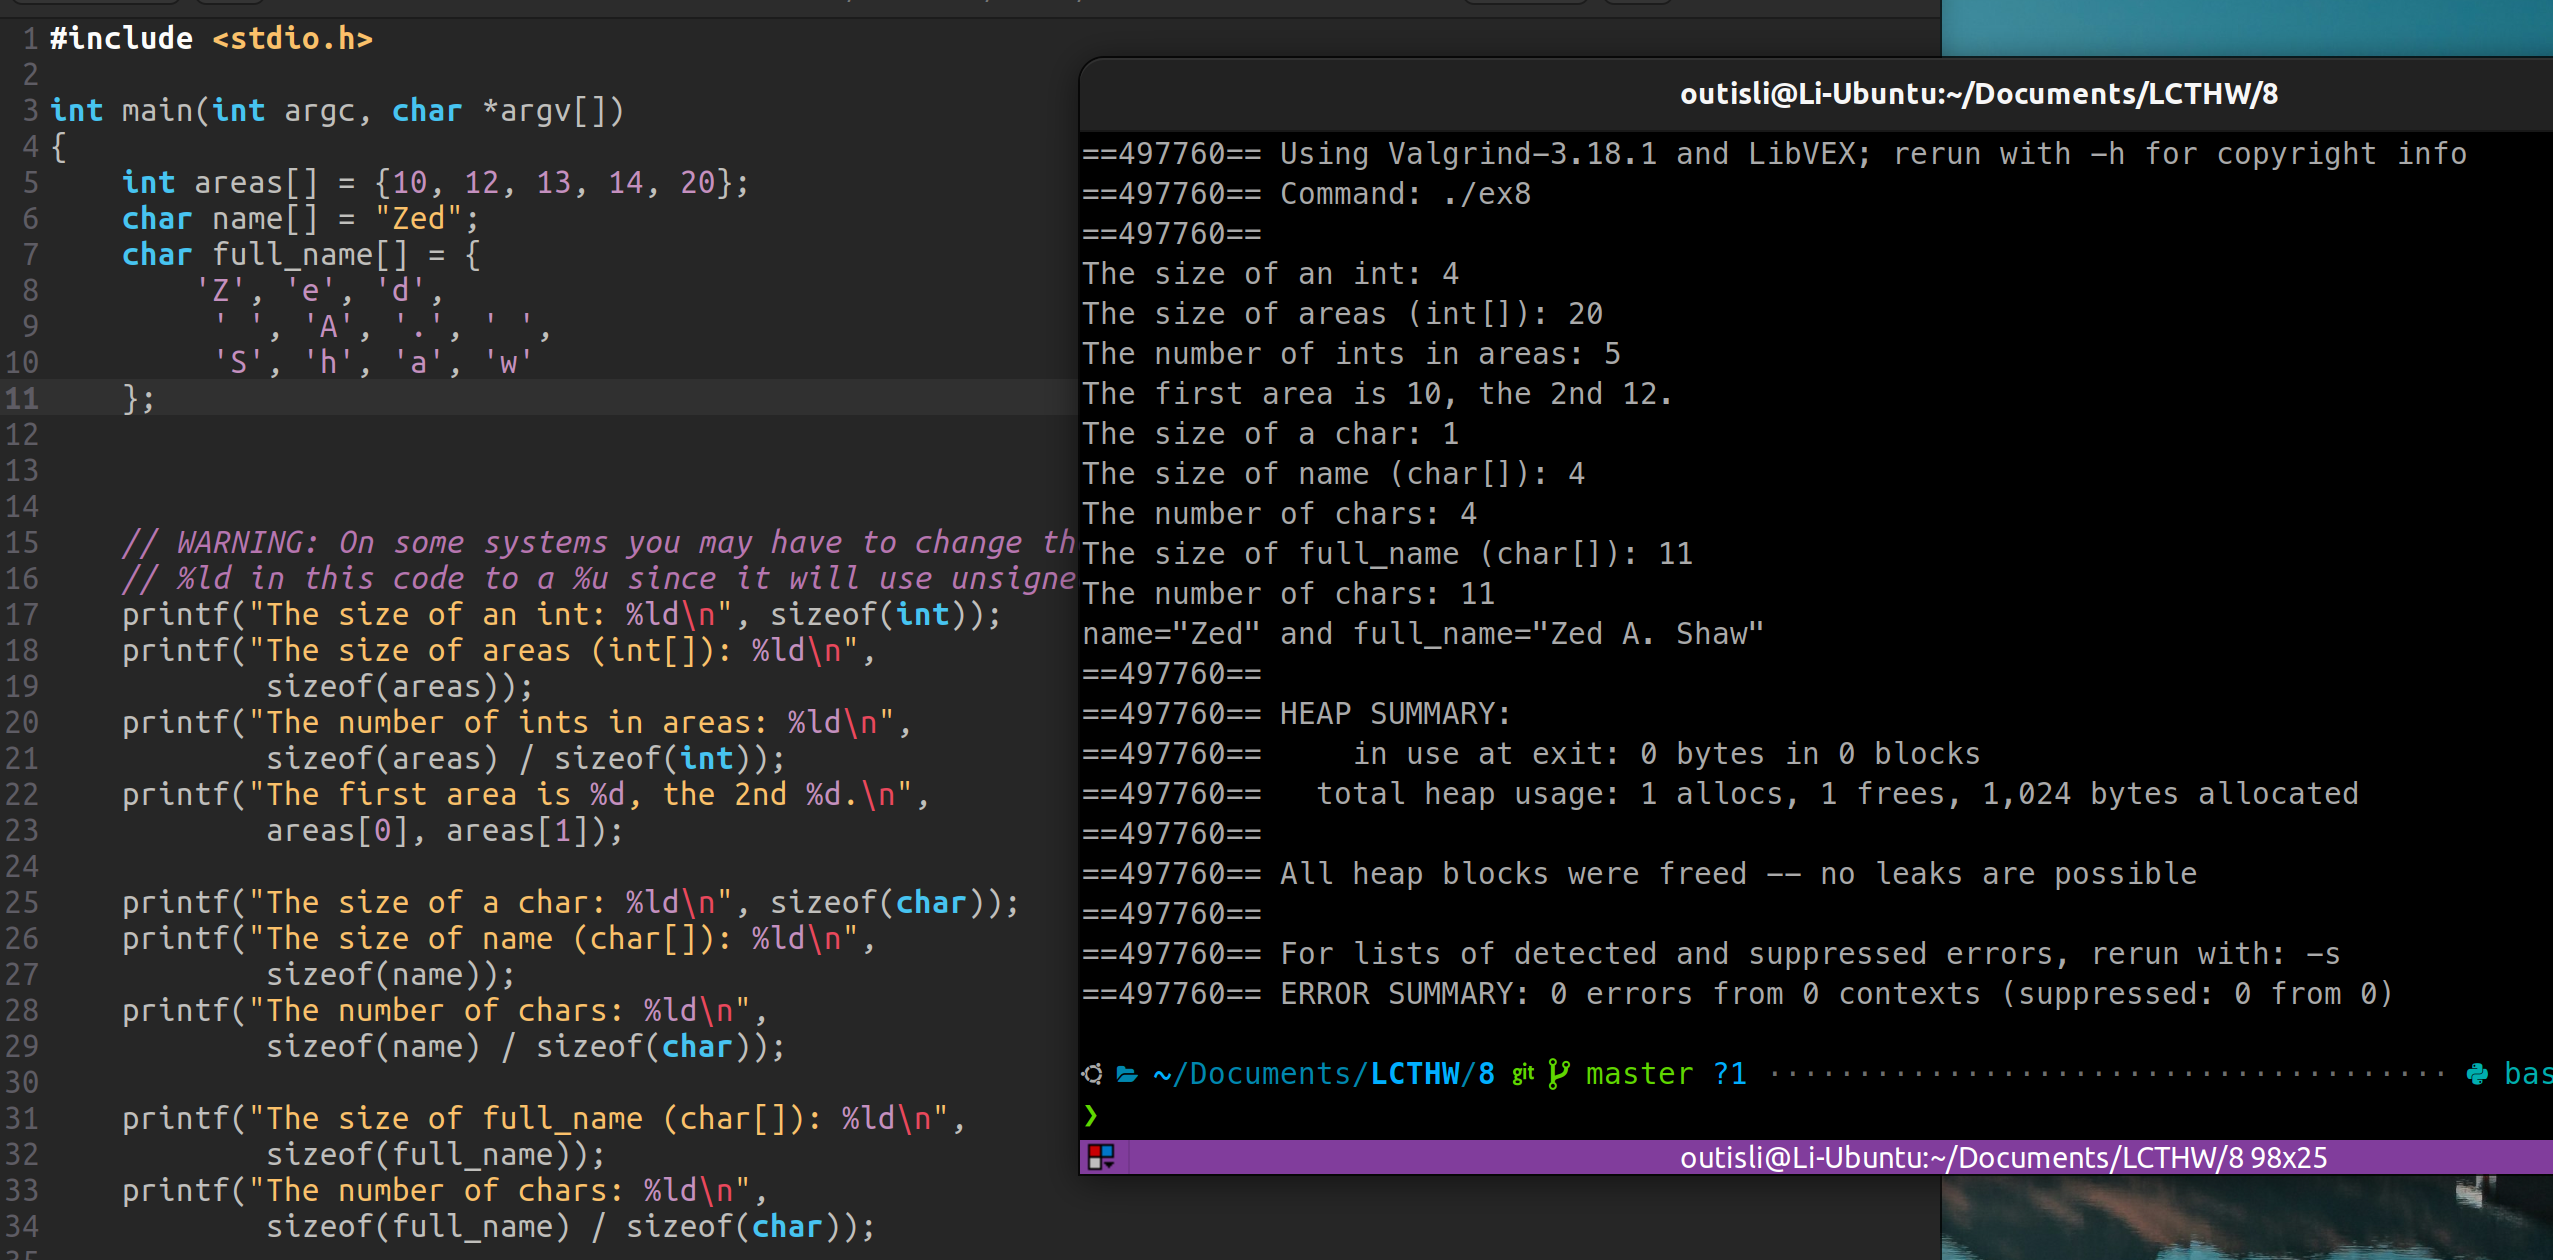 1 #include <stdio.h>
2
3 int main(int argc, char *argv[])
4 {
5     int areas[] = {10, 12, 13, 14, 20};
6     char name[] = "Zed";
7     char full_name[] = {
8         'Z', 'e', 'd',
9          ' ', 'A', '.', ' ',
10          'S', 'h', 'a', 'w'
11     };
12
13
14
15     // WARNING: On some systems you may have to change th
16     // %ld in this code to a %u since it will use unsigne
17     printf("The size of an int: %ld\n", sizeof(int));
18     printf("The size of areas (int[]): %ld\n",
19             sizeof(areas));
20     printf("The number of ints in areas: %ld\n",
21             sizeof(areas) / sizeof(int));
22     printf("The first area is %d, the 2nd %d.\n",
23             areas[0], areas[1]);
24
25     printf("The size of a char: %ld\n", sizeof(char));
26     printf("The size of name (char[]): %ld\n",
27             sizeof(name));
28     printf("The number of chars: %ld\n",
29             sizeof(name) / sizeof(char));
30
31     printf("The size of full_name (char[]): %ld\n",
32             sizeof(full_name));
33     printf("The number of chars: %ld\n",
34             sizeof(full_name) / sizeof(char));
outisli@Li-Ubuntu:~/Documents/LCTHW/8
==497760== Using Valgrind-3.18.1 and LibVEX; rerun with -h for copyright info
==497760== Command: ./ex8
==497760==
The size of an int: 4
The size of areas (int[]): 20
The number of ints in areas: 5
The first area is 10, the 2nd 12.
The size of a char: 1
The size of name (char[]): 4
The number of chars: 4
The size of full_name (char[]): 11
The number of chars: 11
name="Zed" and full_name="Zed A. Shaw"
==497760==
==497760== HEAP SUMMARY:
==497760==     in use at exit: 0 bytes in 0 blocks
==497760==   total heap usage: 1 allocs, 1 frees, 1,024 bytes allocated
==497760==
==497760== All heap blocks were freed -- no leaks are possible
==497760==
==497760== For lists of detected and suppressed errors, rerun with: -s
==497760== ERROR SUMMARY: 0 errors from 0 contexts (suppressed: 0 from 0)
~/Documents/LCTHW/8 git master ?1 bas
❯
outisli@Li-Ubuntu:~/Documents/LCTHW/8 98x25